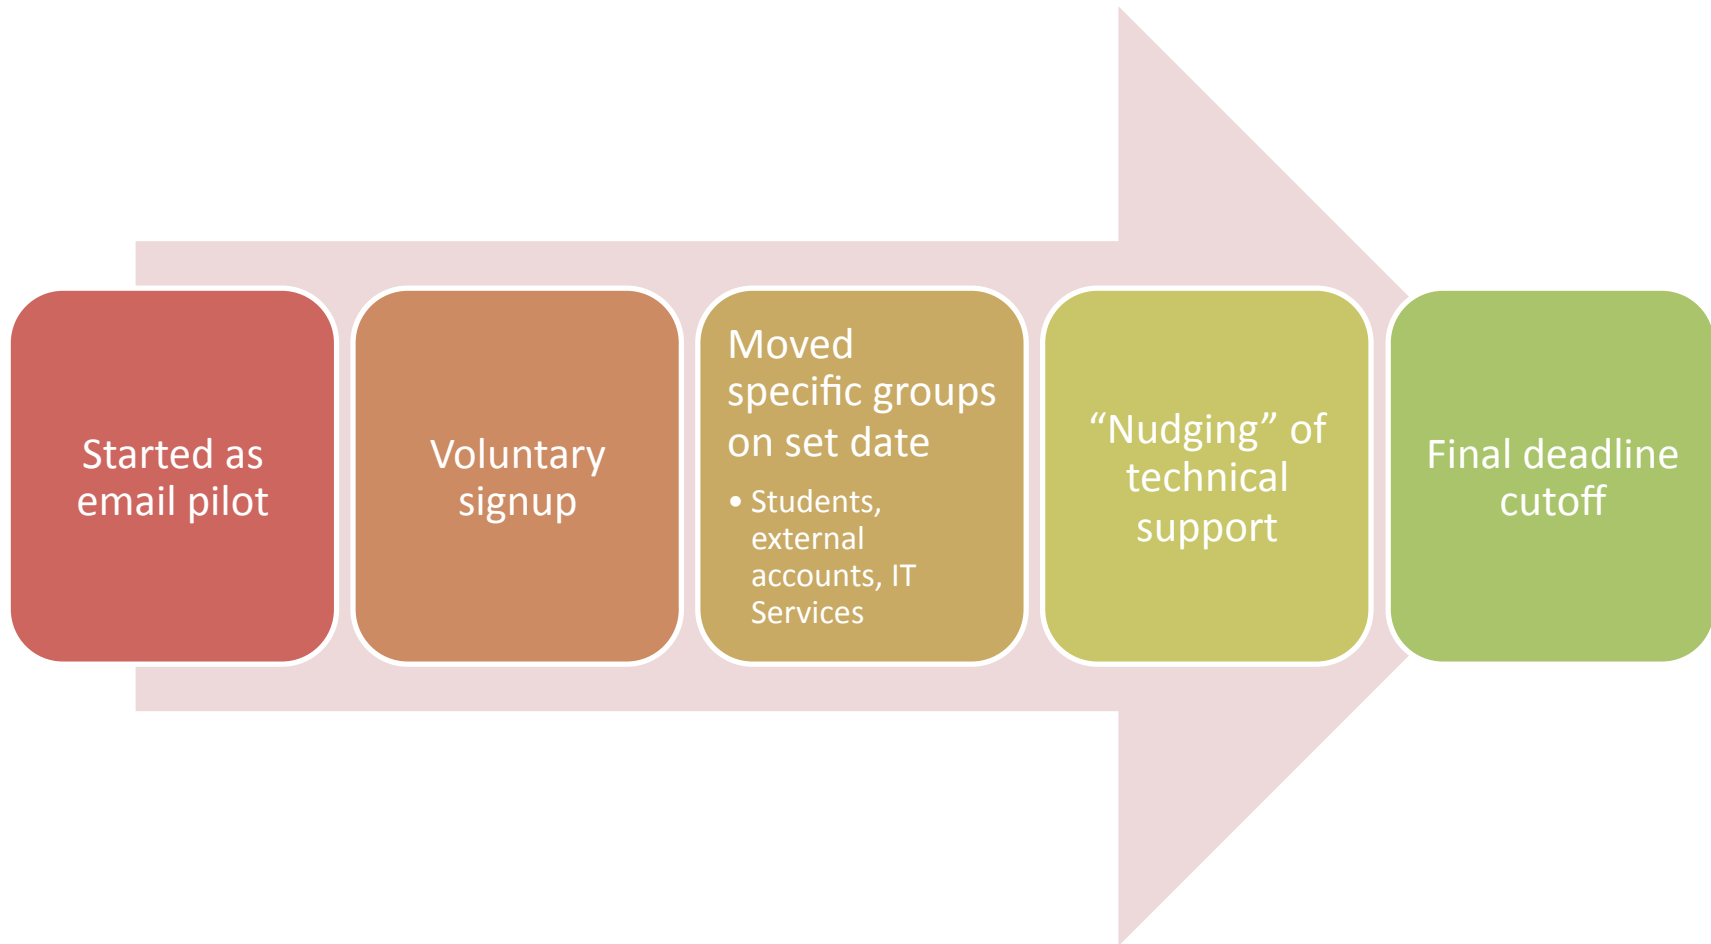 Started as
email pilot
Voluntary
signup
Moved
specific groups
on set date
• Students,
external
accounts, IT
Services
“Nudging” of
technical
support
Final deadline
cutoff